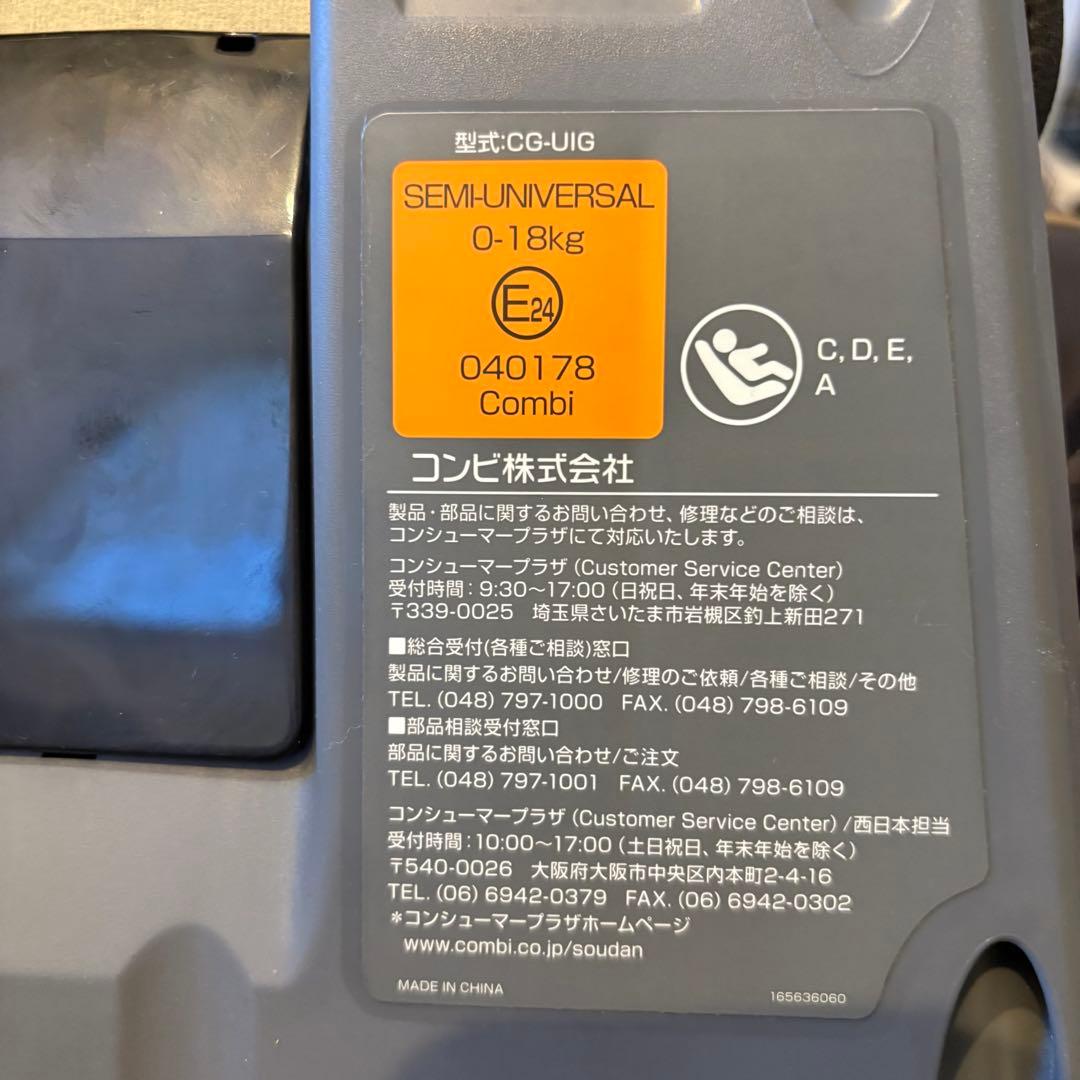 型式:CG-UIG
SEMI-UNIVERSAL
0-18kg
E24
040178
Combi
C, D, E,
A
コンビ株式会社
製品・部品に関するお問い合わせ、修理などのご相談は、
コンシューマープラザにて対応いたします。
コンシューマープラザ (Customer Service Center)
受付時間：9:30～17:00 (日祝日、年末年始を除く)
〒339-0025 埼玉県さいたま市岩槻区釣上新田271
■総合受付(各種ご相談)窓口
製品に関するお問い合わせ/修理のご依頼/各種ご相談/その他
TEL. (048) 797-1000 FAX. (048) 798-6109
■部品相談受付窓口
部品に関するお問い合わせ/ご注文
TEL. (048) 797-1001 FAX. (048) 798-6109
コンシューマープラザ (Customer Service Center) /西日本担当
受付時間：10:00～17:00 (土日祝日、年末年始を除く)
〒540-0026 大阪府大阪市中央区内本町2-4-16
TEL. (06) 6942-0379 FAX. (06) 6942-0302
*コンシューマープラザホームページ
www.combi.co.jp/soudan
MADE IN CHINA
165636060